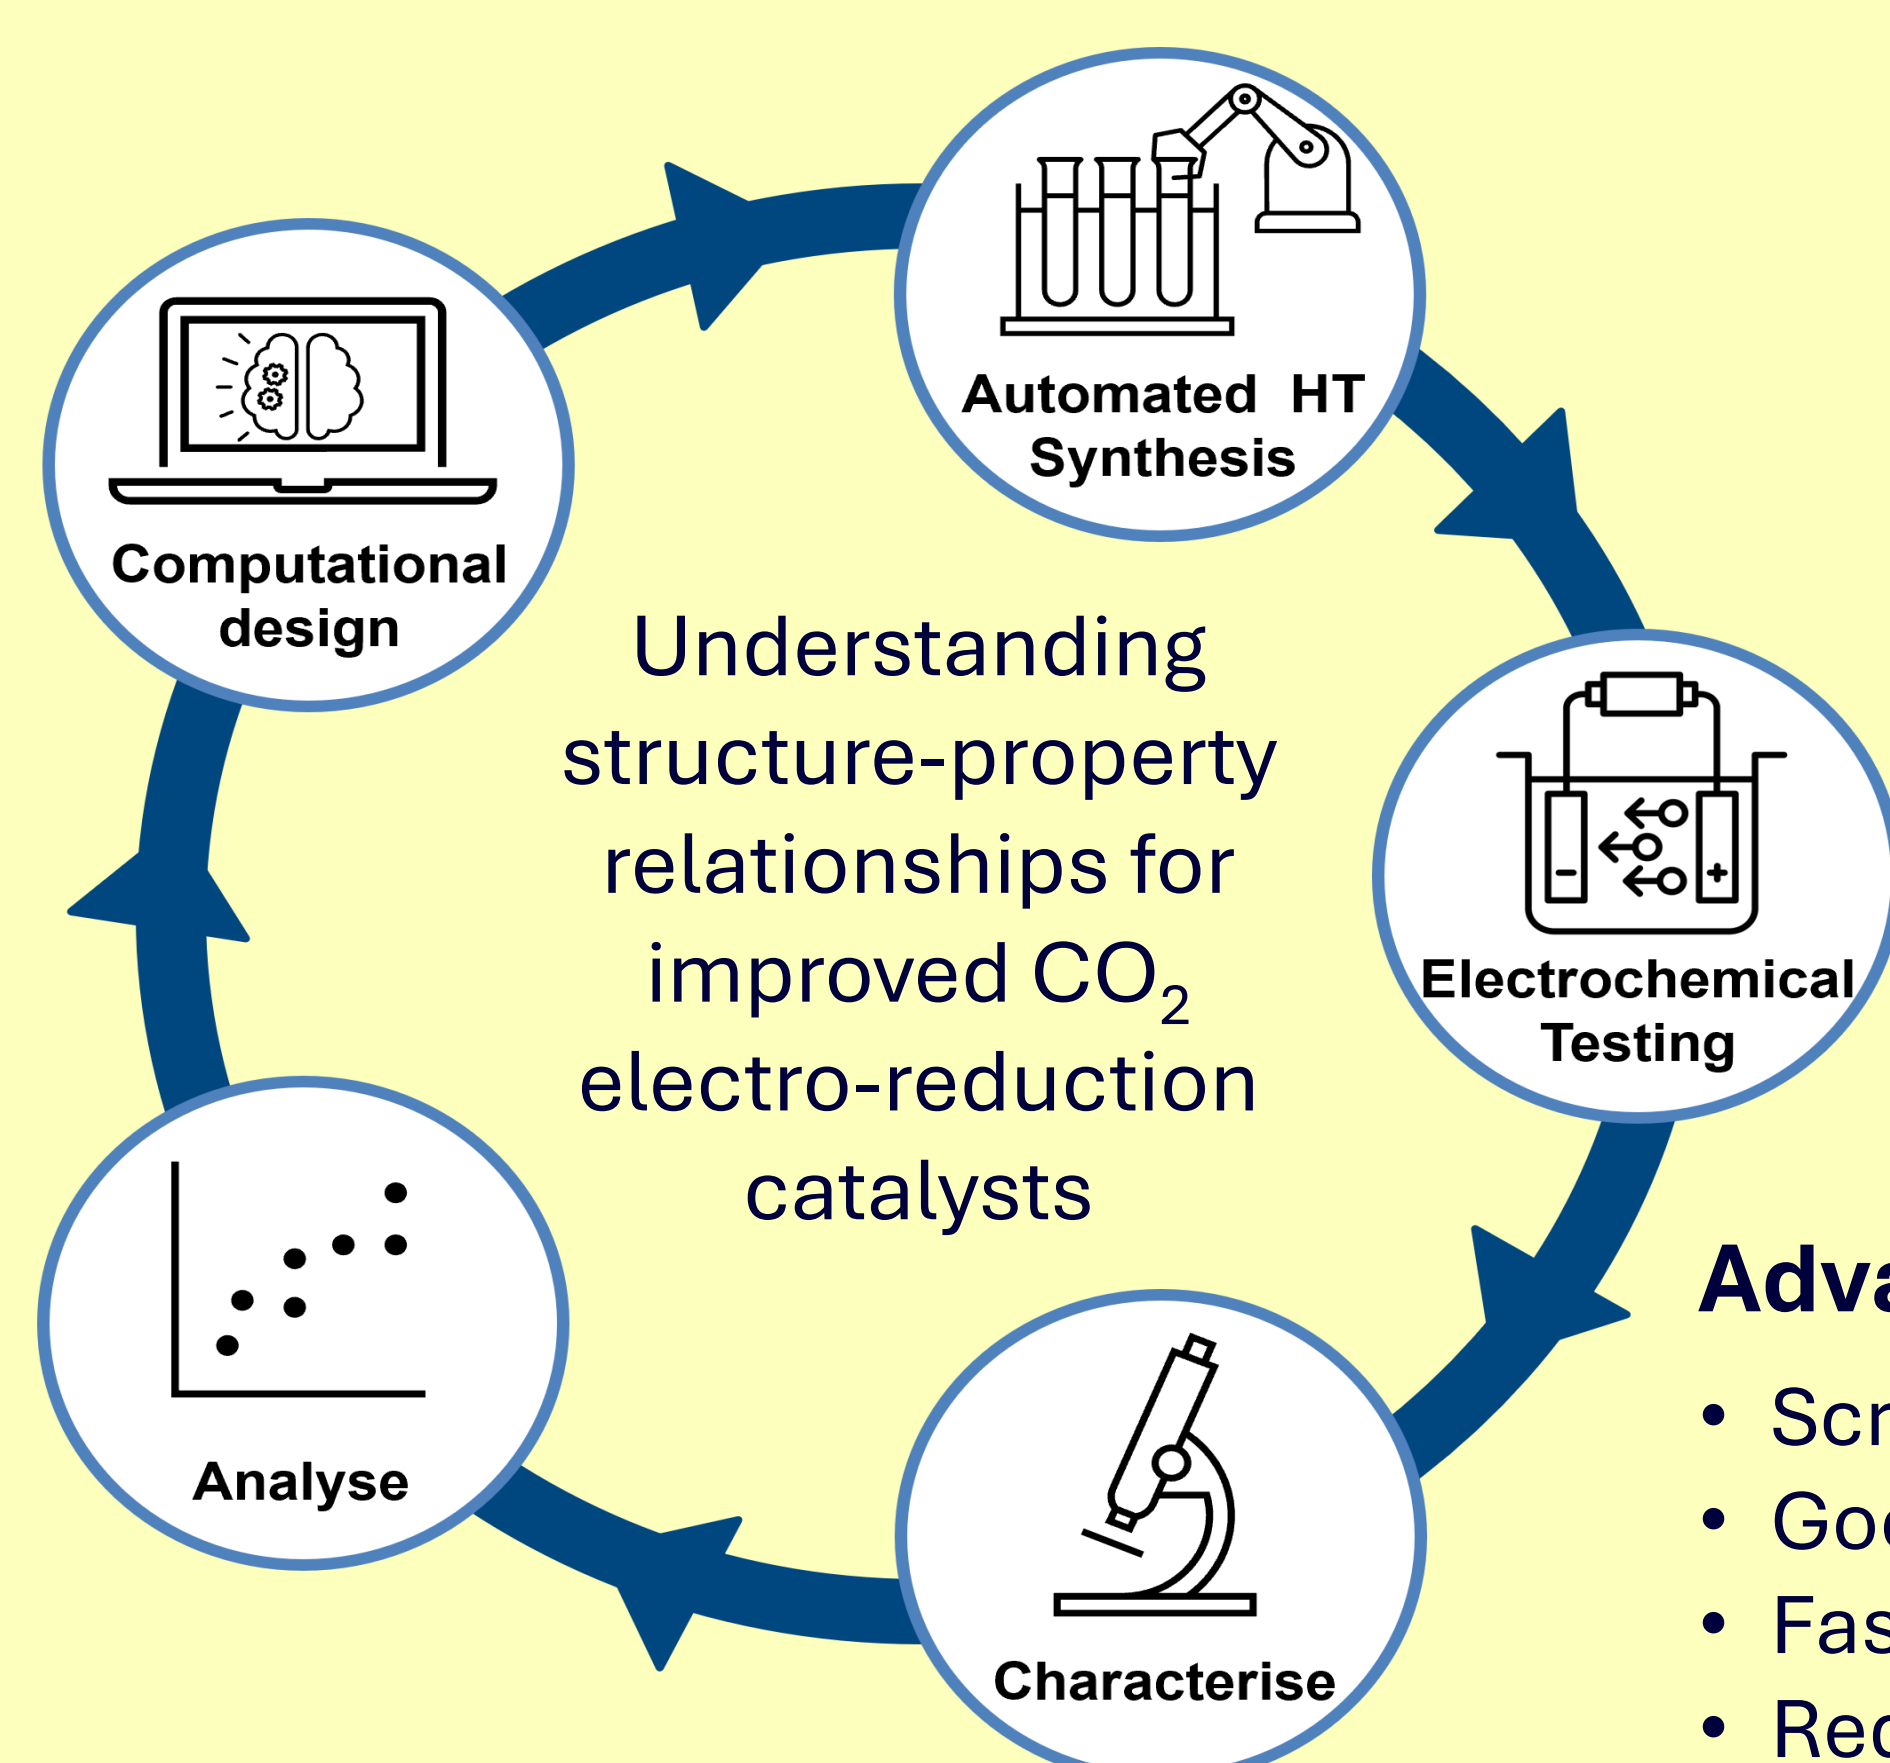 Automated HT
Synthesis
Computational
design
Understanding
structure-property
relationships for
improved CO₂
electro-reduction
catalysts
Electrochemical
Testing
Analyse
Characterise